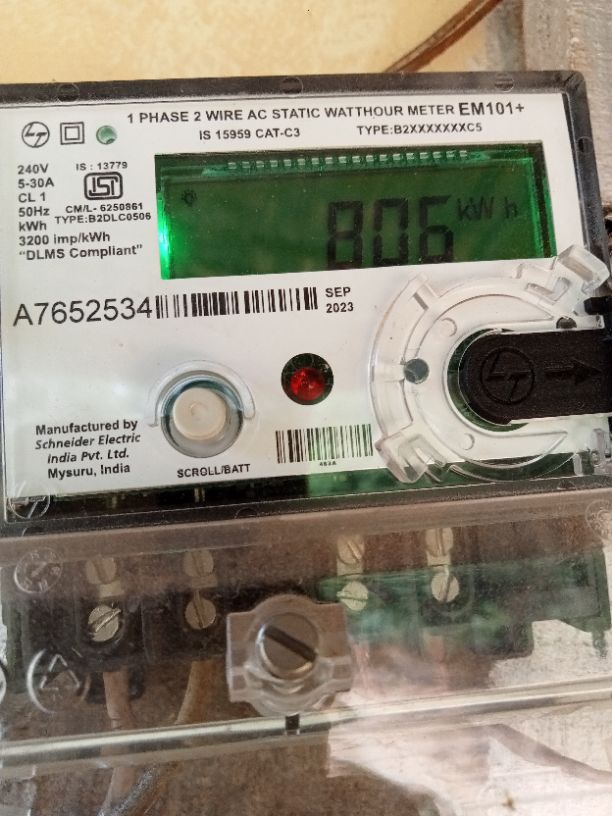 1 PHASE 2 WIRE AC STATIC WATTHOUR METER EM101+
IS 15959 CAT-C3 TYPE:B2XXXXXXXC5
240V IS : 13779
5-30A
CL 1
50Hz CM/L- 6250861
kWh TYPE:B2DLC0506
3200 imp/kWh
"DLMS Compliant"
ISI
806 kWh
A7652534 SEP
2023
Manufactured by
Schneider Electric
India Pvt. Ltd.
Mysuru, India
SCROLL/BATT
LT